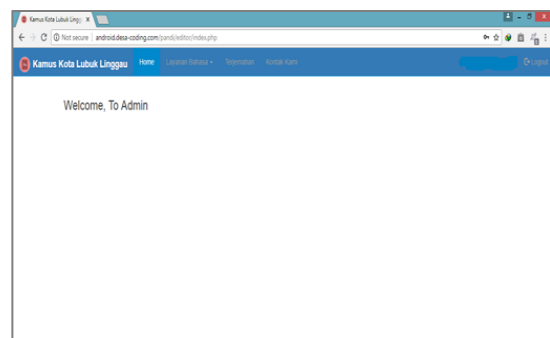 Kamus Kota Lubuk Lingg
Not secure | android.desa-coding.com/pandi/editor/index.php
Kamus Kota Lubuk Linggau Home Layanan Bahasa Terjemahan Kontak Kami Logout
Welcome, To Admin